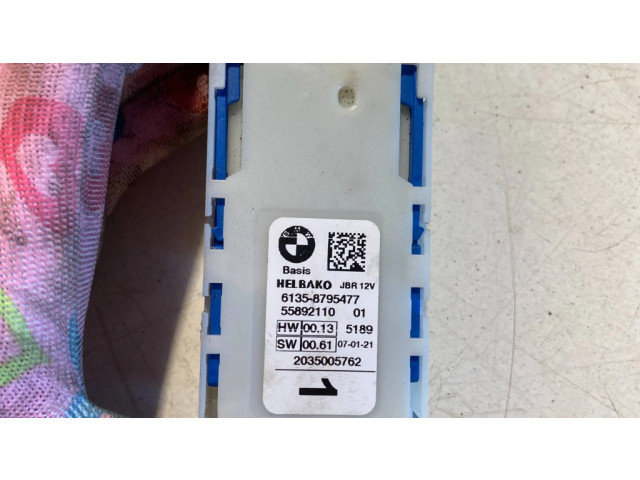 BMW
Basis
HELBAKO JBR 12V
6135-8795477
55892110 01
HW 00.13 5189
SW 00.61 07-01-21
2035005762
1